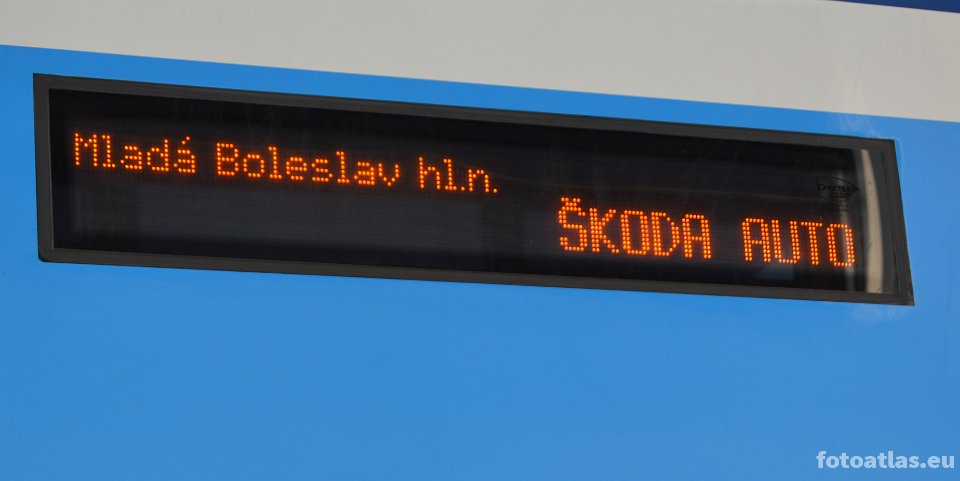 Mladá Boleslav hl.n.
ŠKODA AUTO
fotoatlas.eu